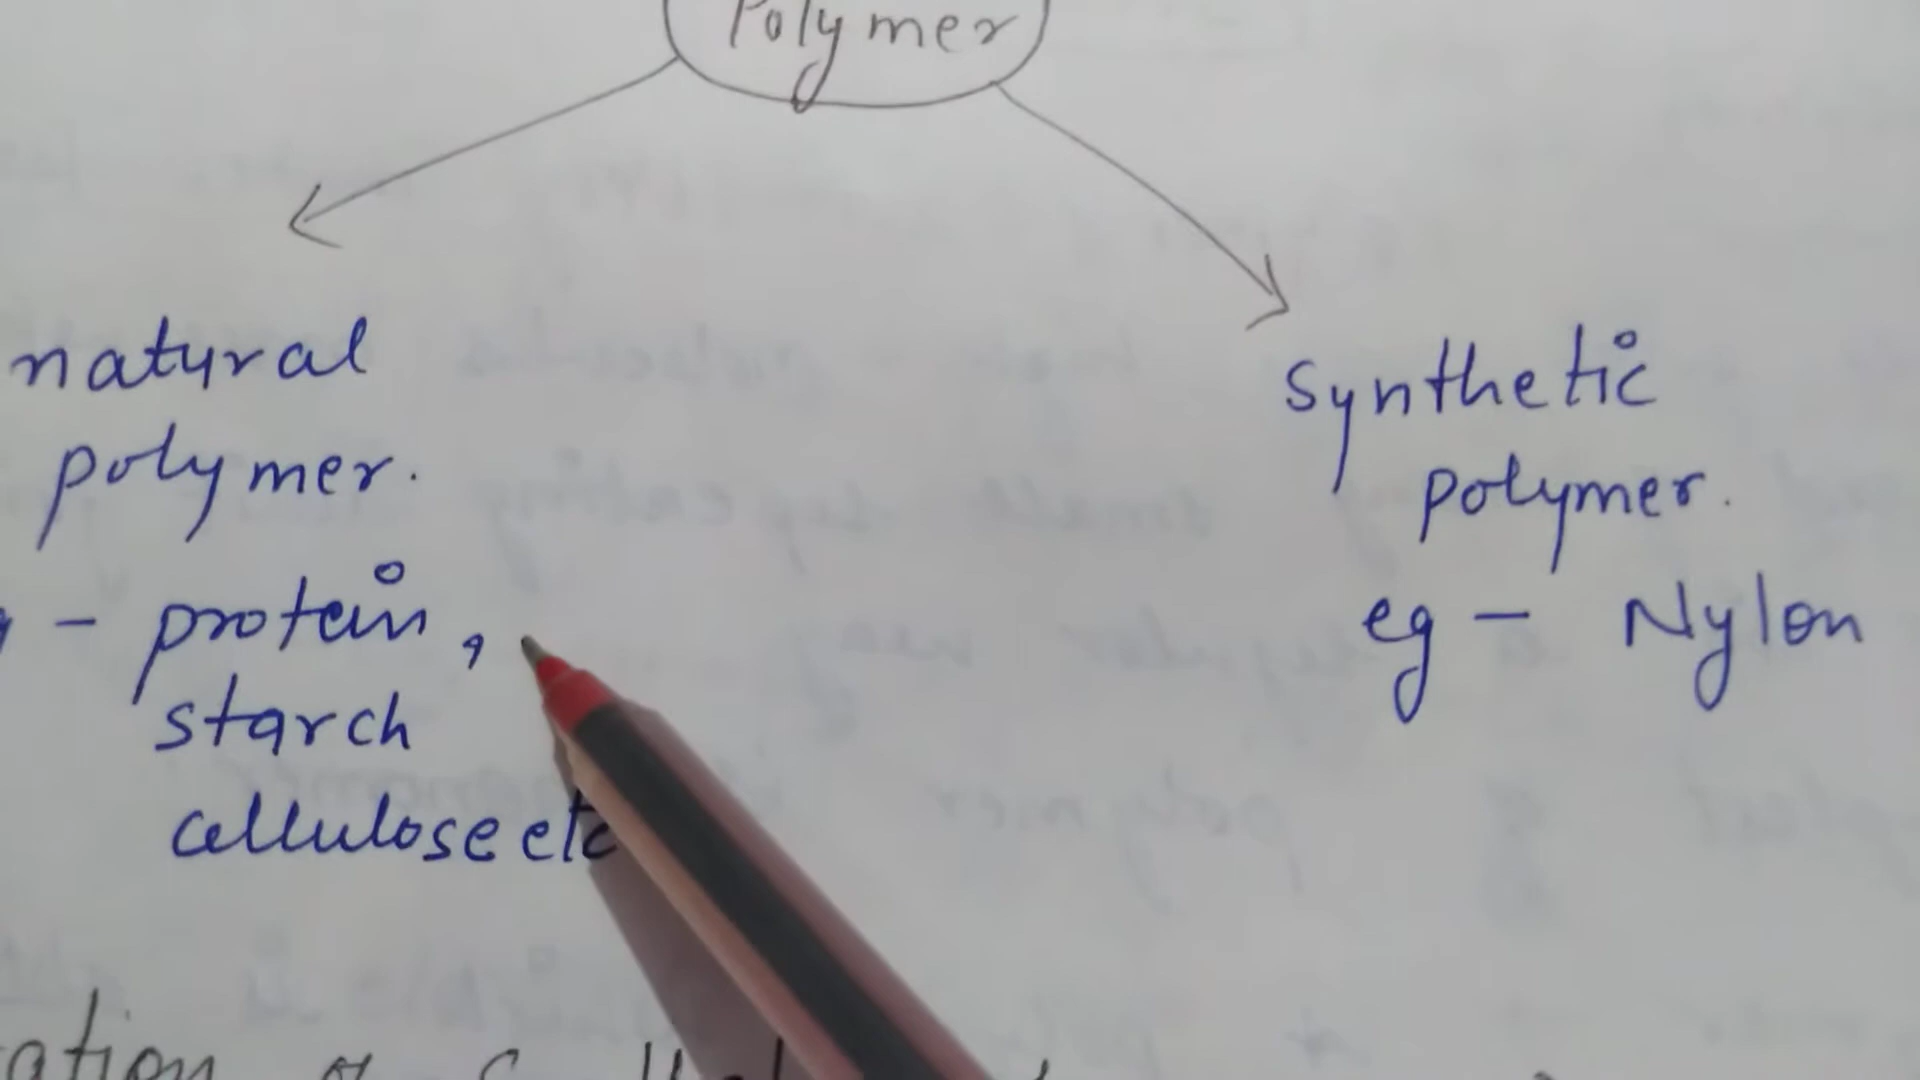 Polymer
natural
polymer.
- protein,
starch
cellulose etc
synthetic
polymer.
eg - Nylon